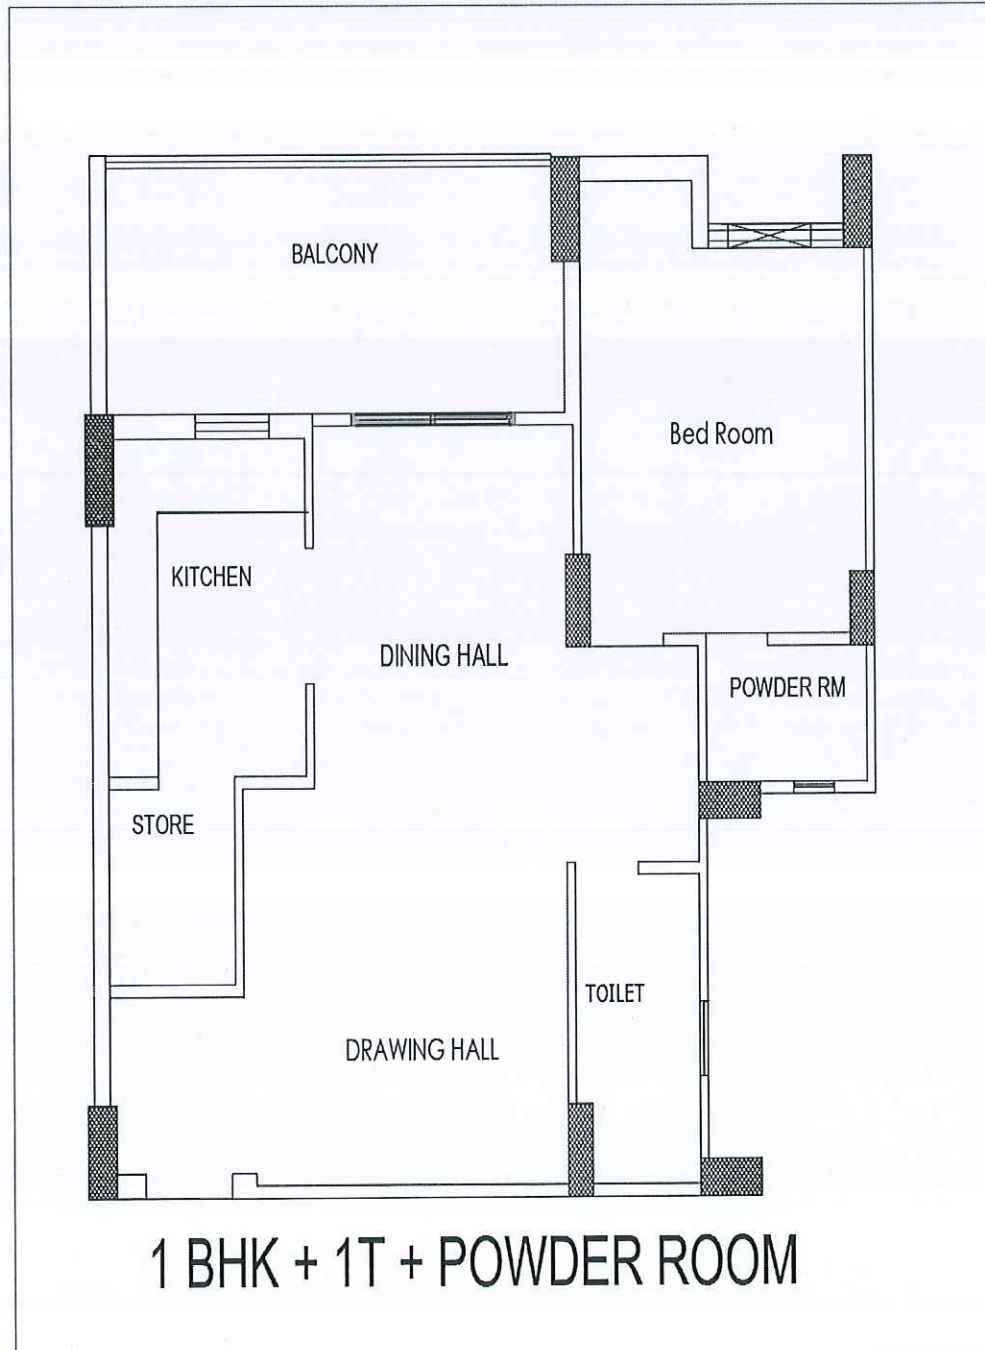 BALCONY
Bed Room
KITCHEN
DINING HALL
POWDER RM
STORE
TOILET
DRAWING HALL
1 BHK + 1T + POWDER ROOM